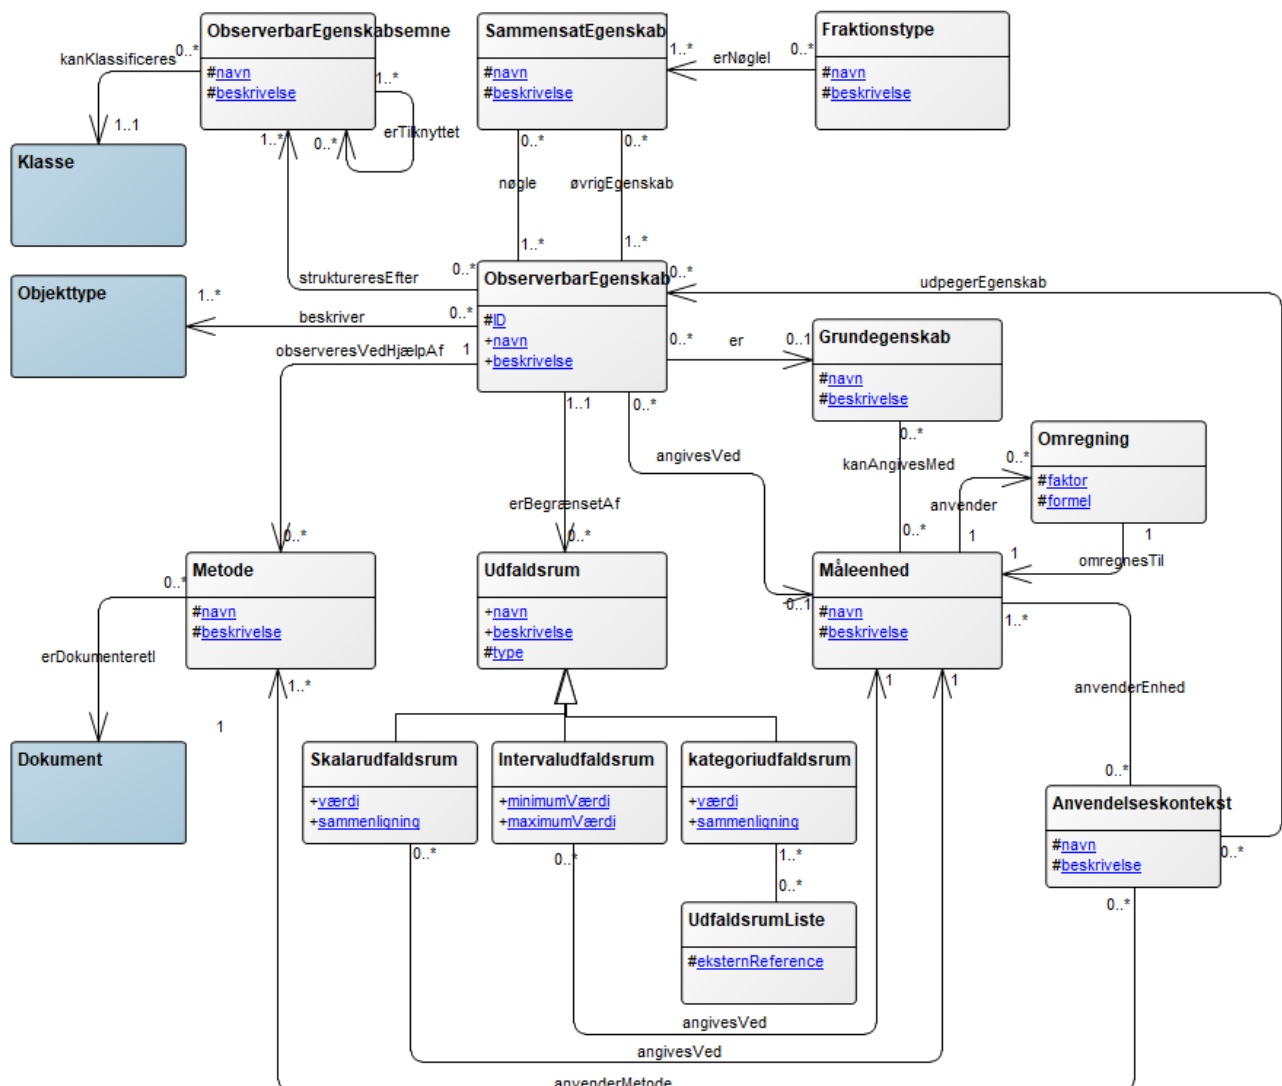 ObserverbarEgenskabsemne
#navn
#beskrivelse
SammensatEgenskab
#navn
#beskrivelse
Fraktionstype
#navn
#beskrivelse
kanKlassificeres
0..*
1..1
1..*
0..*
erTilknyttet
1..*
erNøgleI
0..*
Klasse
1..*
0..*
0..*
nøgle
øvrigEgenskab
1..*
1..*
struktureresEfter
0..*
Objekttype
1..*
beskriver
0..*
ObserverbarEgenskab
#ID
+navn
+beskrivelse
0..*
udpegerEgenskab
observeresVedHjælpAf
1
0..*
er
0..1
Grundegenskab
#navn
#beskrivelse
1..1
0..*
0..*
angivesVed
kanAngivesMed
erBegrænsetAf
Omregning
#faktor
#formel
0..*
anvender
1
1
omregnesTil
1
0..*
0..*
0..*
0..1
Metode
#navn
#beskrivelse
0..*
erDokumenteretI
1
Dokument
1..*
Udfaldsrum
+navn
+beskrivelse
#type
Måleenhed
#navn
#beskrivelse
1..*
1
1
anvenderEnhed
0..*
Skalarudfaldsrum
+værdi
+sammenligning
0..*
Intervaludfaldsrum
+minimumVærdi
+maximumVærdi
0..*
kategoriudfaldsrum
+værdi
+sammenligning
1..*
0..*
Anvendelseskontekst
#navn
#beskrivelse
0..*
0..*
UdfaldsrumListe
#eksternReference
angivesVed
angivesVed
anvenderMetode